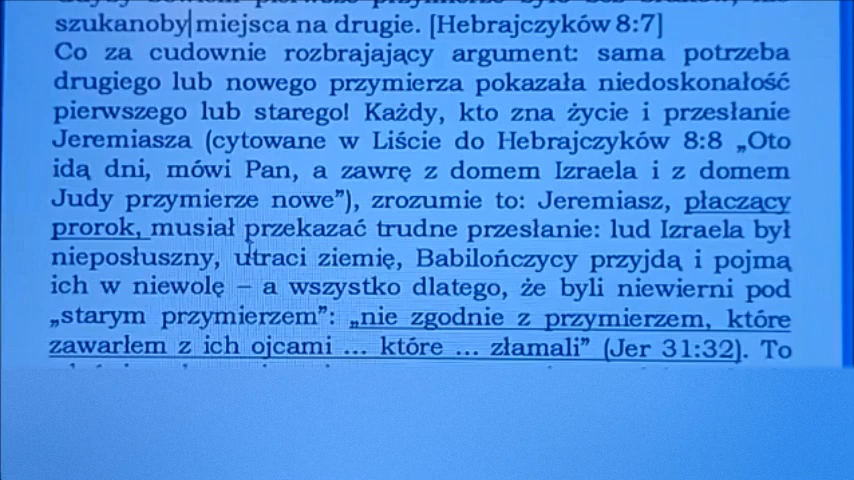 szukanoby miejsca na drugie. [Hebrajczyków 8:7]
Co za cudownie rozbrajający argument: sama potrzeba
drugiego lub nowego przymierza pokazała niedoskonałość
pierwszego lub starego! Każdy, kto zna życie i przesłanie
Jeremiasza (cytowane w Liście do Hebrajczyków 8:8 „Oto
idą dni, mówi Pan, a zawrę z domem Izraela i z domem
Judy przymierze nowe”), zrozumie to: Jeremiasz, płaczący
prorok, musiał przekazać trudne przesłanie: lud Izraela był
nieposłuszny, utraci ziemię, Babilończycy przyjdą i pojmą
ich w niewolę – a wszystko dlatego, że byli niewierni pod
„starym przymierzem”: „nie zgodnie z przymierzem, które
zawarłem z ich ojcami ... które ... złamali” (Jer 31:32). To